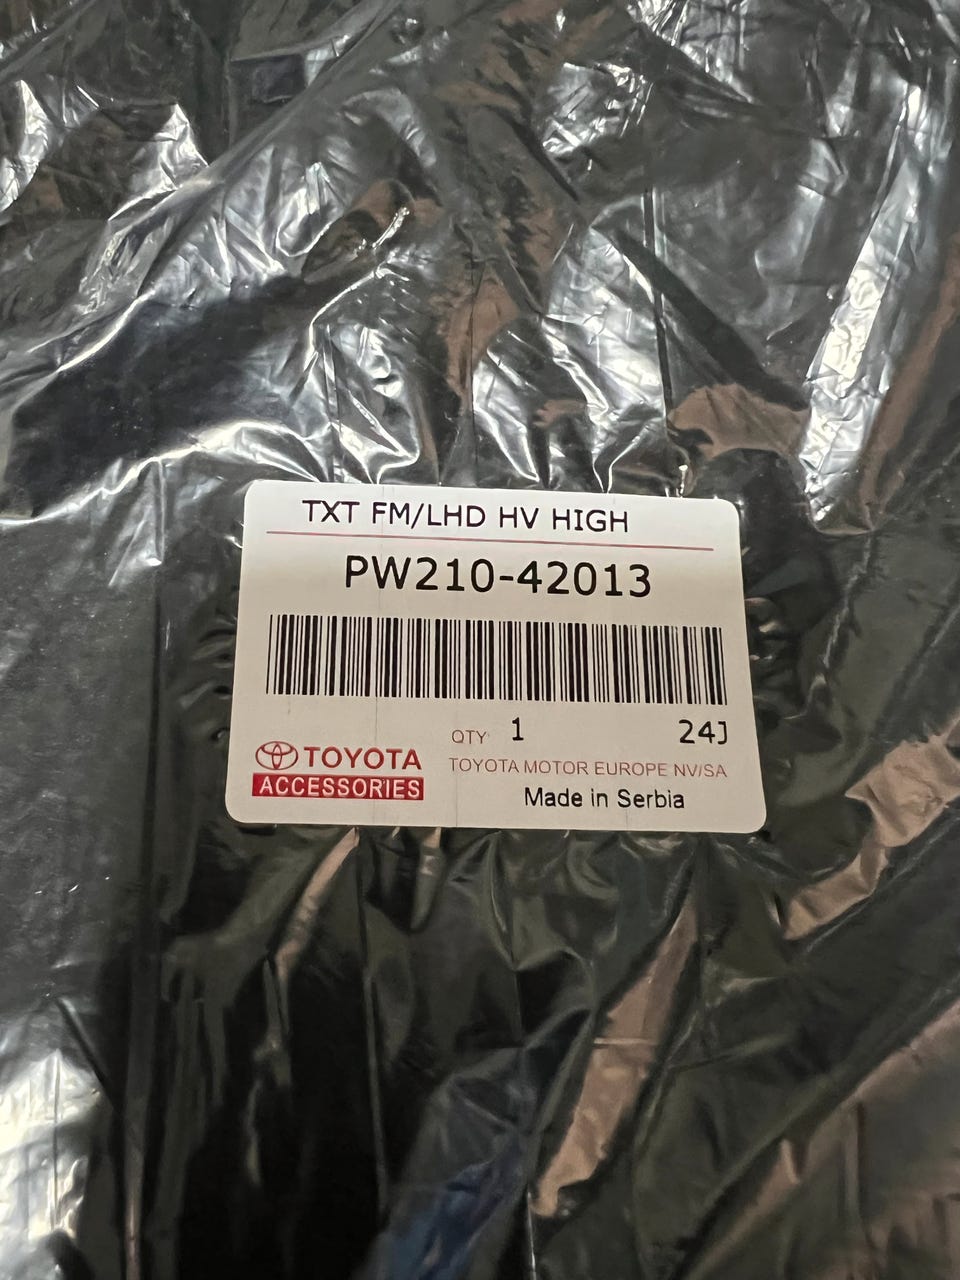 TXT FM/LHD HV HIGH
PW210-42013
QTY 1 24J
TOYOTA
ACCESSORIES
TOYOTA MOTOR EUROPE NV/SA
Made in Serbia